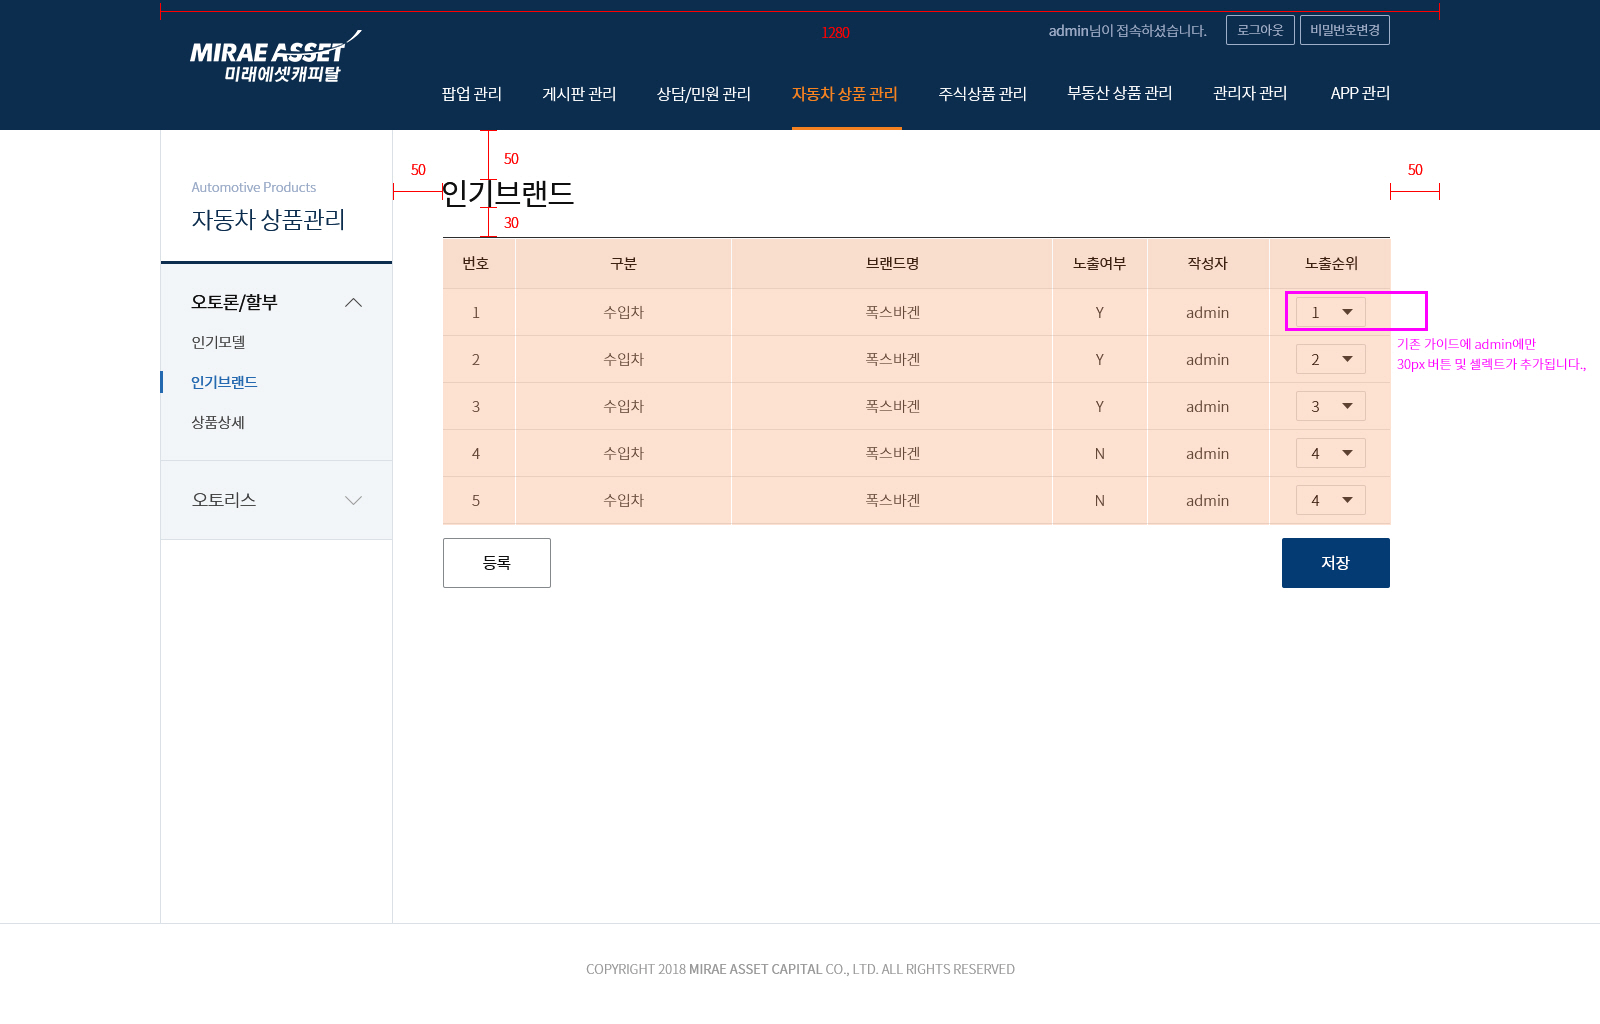 1280
admin님이 접속하셨습니다. 로그아웃 비밀번호변경
MIRAE ASSET
미래에셋캐피탈
팝업 관리 게시판 관리 상담/민원 관리 자동차 상품 관리 주식상품 관리 부동산 상품 관리 관리자 관리 APP 관리
50
50 50
Automotive Products
인기브랜드
자동차 상품관리
30
번호 구분 브랜드명 노출여부 작성자 노출순위
오토론/할부
1 수입차 폭스바겐 Y admin 1
인기모델
기존 가이드에 admin에만
30px 버튼 및 셀렉트가 추가됩니다.,
2 수입차 폭스바겐 Y admin 2
인기브랜드
3 수입차 폭스바겐 Y admin 3
상품상세
4 수입차 폭스바겐 N admin 4
오토리스
5 수입차 폭스바겐 N admin 4
등록 저장
COPYRIGHT 2018 MIRAE ASSET CAPITAL CO., LTD. ALL RIGHTS RESERVED